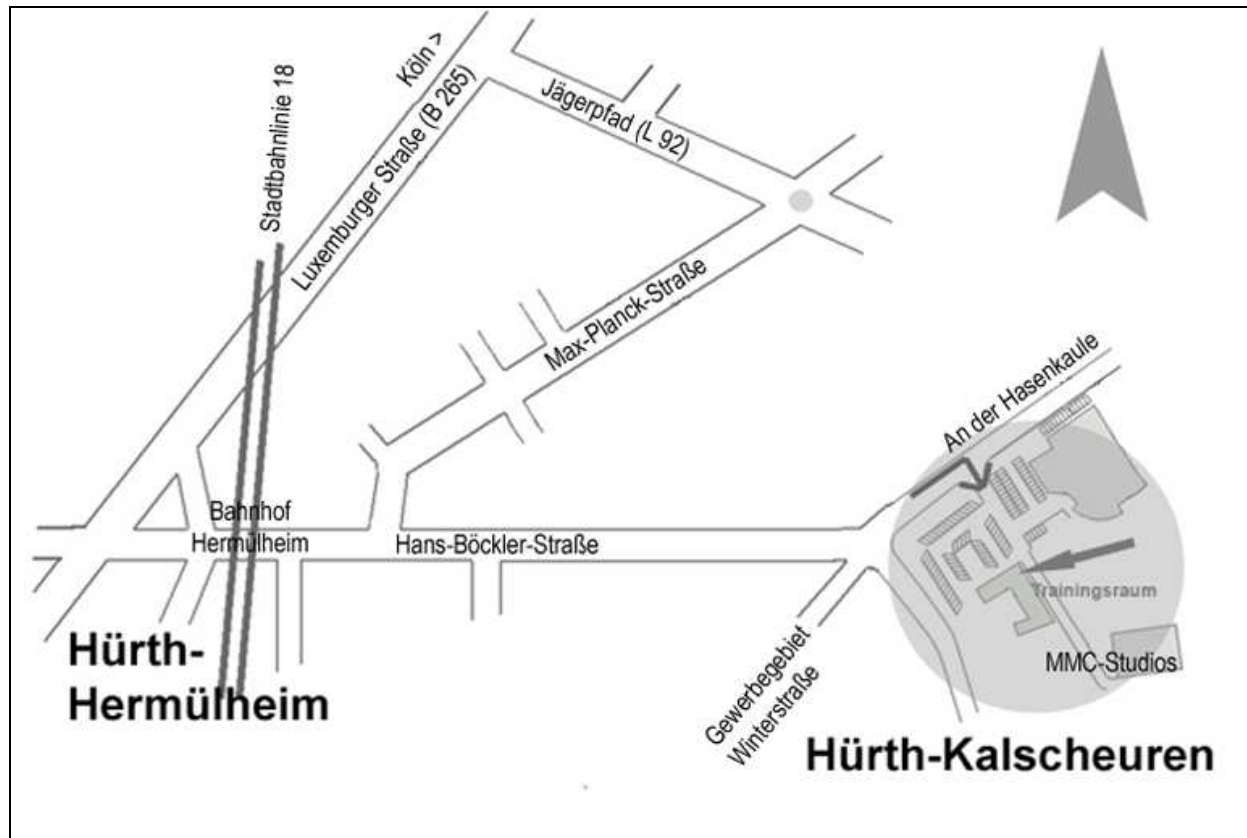 Köln >
Stadtbahnlinie 18
Luxemburger Straße (B 265)
Jägerpfad (L 92)
Max-Planck-Straße
An der Hasenkaule
Bahnhof
Hermülheim
Hans-Böckler-Straße
Trainingsraum
MMC-Studios
Gewerbegebiet
Winterstraße
Hürth-
Hermülheim
Hürth-Kalscheuren